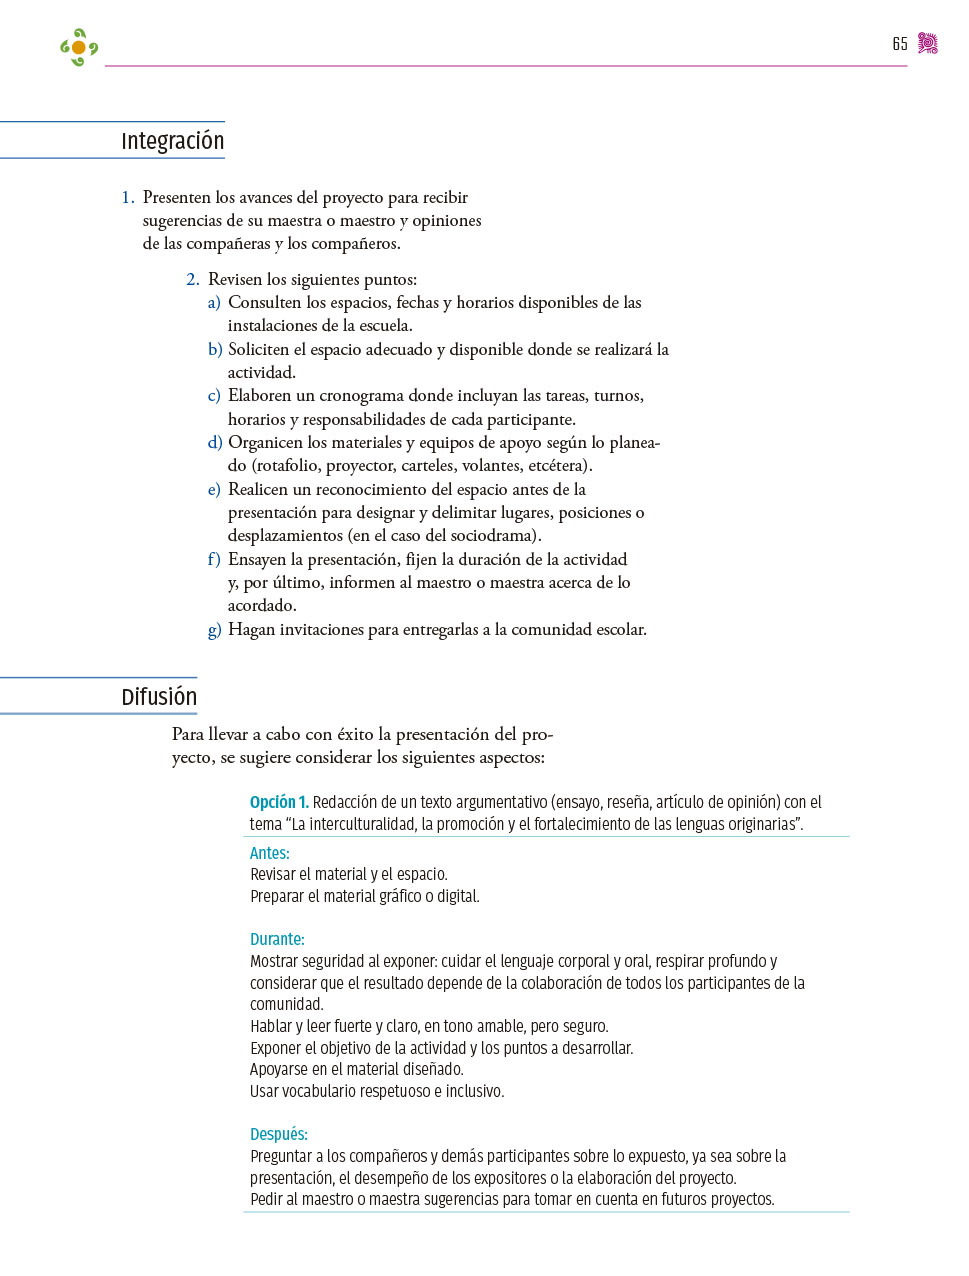 65
Integración
1. Presenten los avances del proyecto para recibir
sugerencias de su maestra o maestro y opiniones
de las compañeras y los compañeros.
2. Revisen los siguientes puntos:
a) Consulten los espacios, fechas y horarios disponibles de las
instalaciones de la escuela.
b) Soliciten el espacio adecuado y disponible donde se realizará la
actividad.
c) Elaboren un cronograma donde incluyan las tareas, turnos,
horarios y responsabilidades de cada participante.
d) Organicen los materiales y equipos de apoyo según lo planea-
do (rotafolio, proyector, carteles, volantes, etcétera).
e) Realicen un reconocimiento del espacio antes de la
presentación para designar y delimitar lugares, posiciones o
desplazamientos (en el caso del sociodrama).
f) Ensayen la presentación, fijen la duración de la actividad
y, por último, informen al maestro o maestra acerca de lo
acordado.
g) Hagan invitaciones para entregarlas a la comunidad escolar.
Difusión
Para llevar a cabo con éxito la presentación del pro-
yecto, se sugiere considerar los siguientes aspectos:
Opción 1. Redacción de un texto argumentativo (ensayo, reseña, artículo de opinión) con el
tema “La interculturalidad, la promoción y el fortalecimiento de las lenguas originarias”.
Antes:
Revisar el material y el espacio.
Preparar el material gráfico o digital.
Durante:
Mostrar seguridad al exponer: cuidar el lenguaje corporal y oral, respirar profundo y
considerar que el resultado depende de la colaboración de todos los participantes de la
comunidad.
Hablar y leer fuerte y claro, en tono amable, pero seguro.
Exponer el objetivo de la actividad y los puntos a desarrollar.
Apoyarse en el material diseñado.
Usar vocabulario respetuoso e inclusivo.
Después:
Preguntar a los compañeros y demás participantes sobre lo expuesto, ya sea sobre la
presentación, el desempeño de los expositores o la elaboración del proyecto.
Pedir al maestro o maestra sugerencias para tomar en cuenta en futuros proyectos.